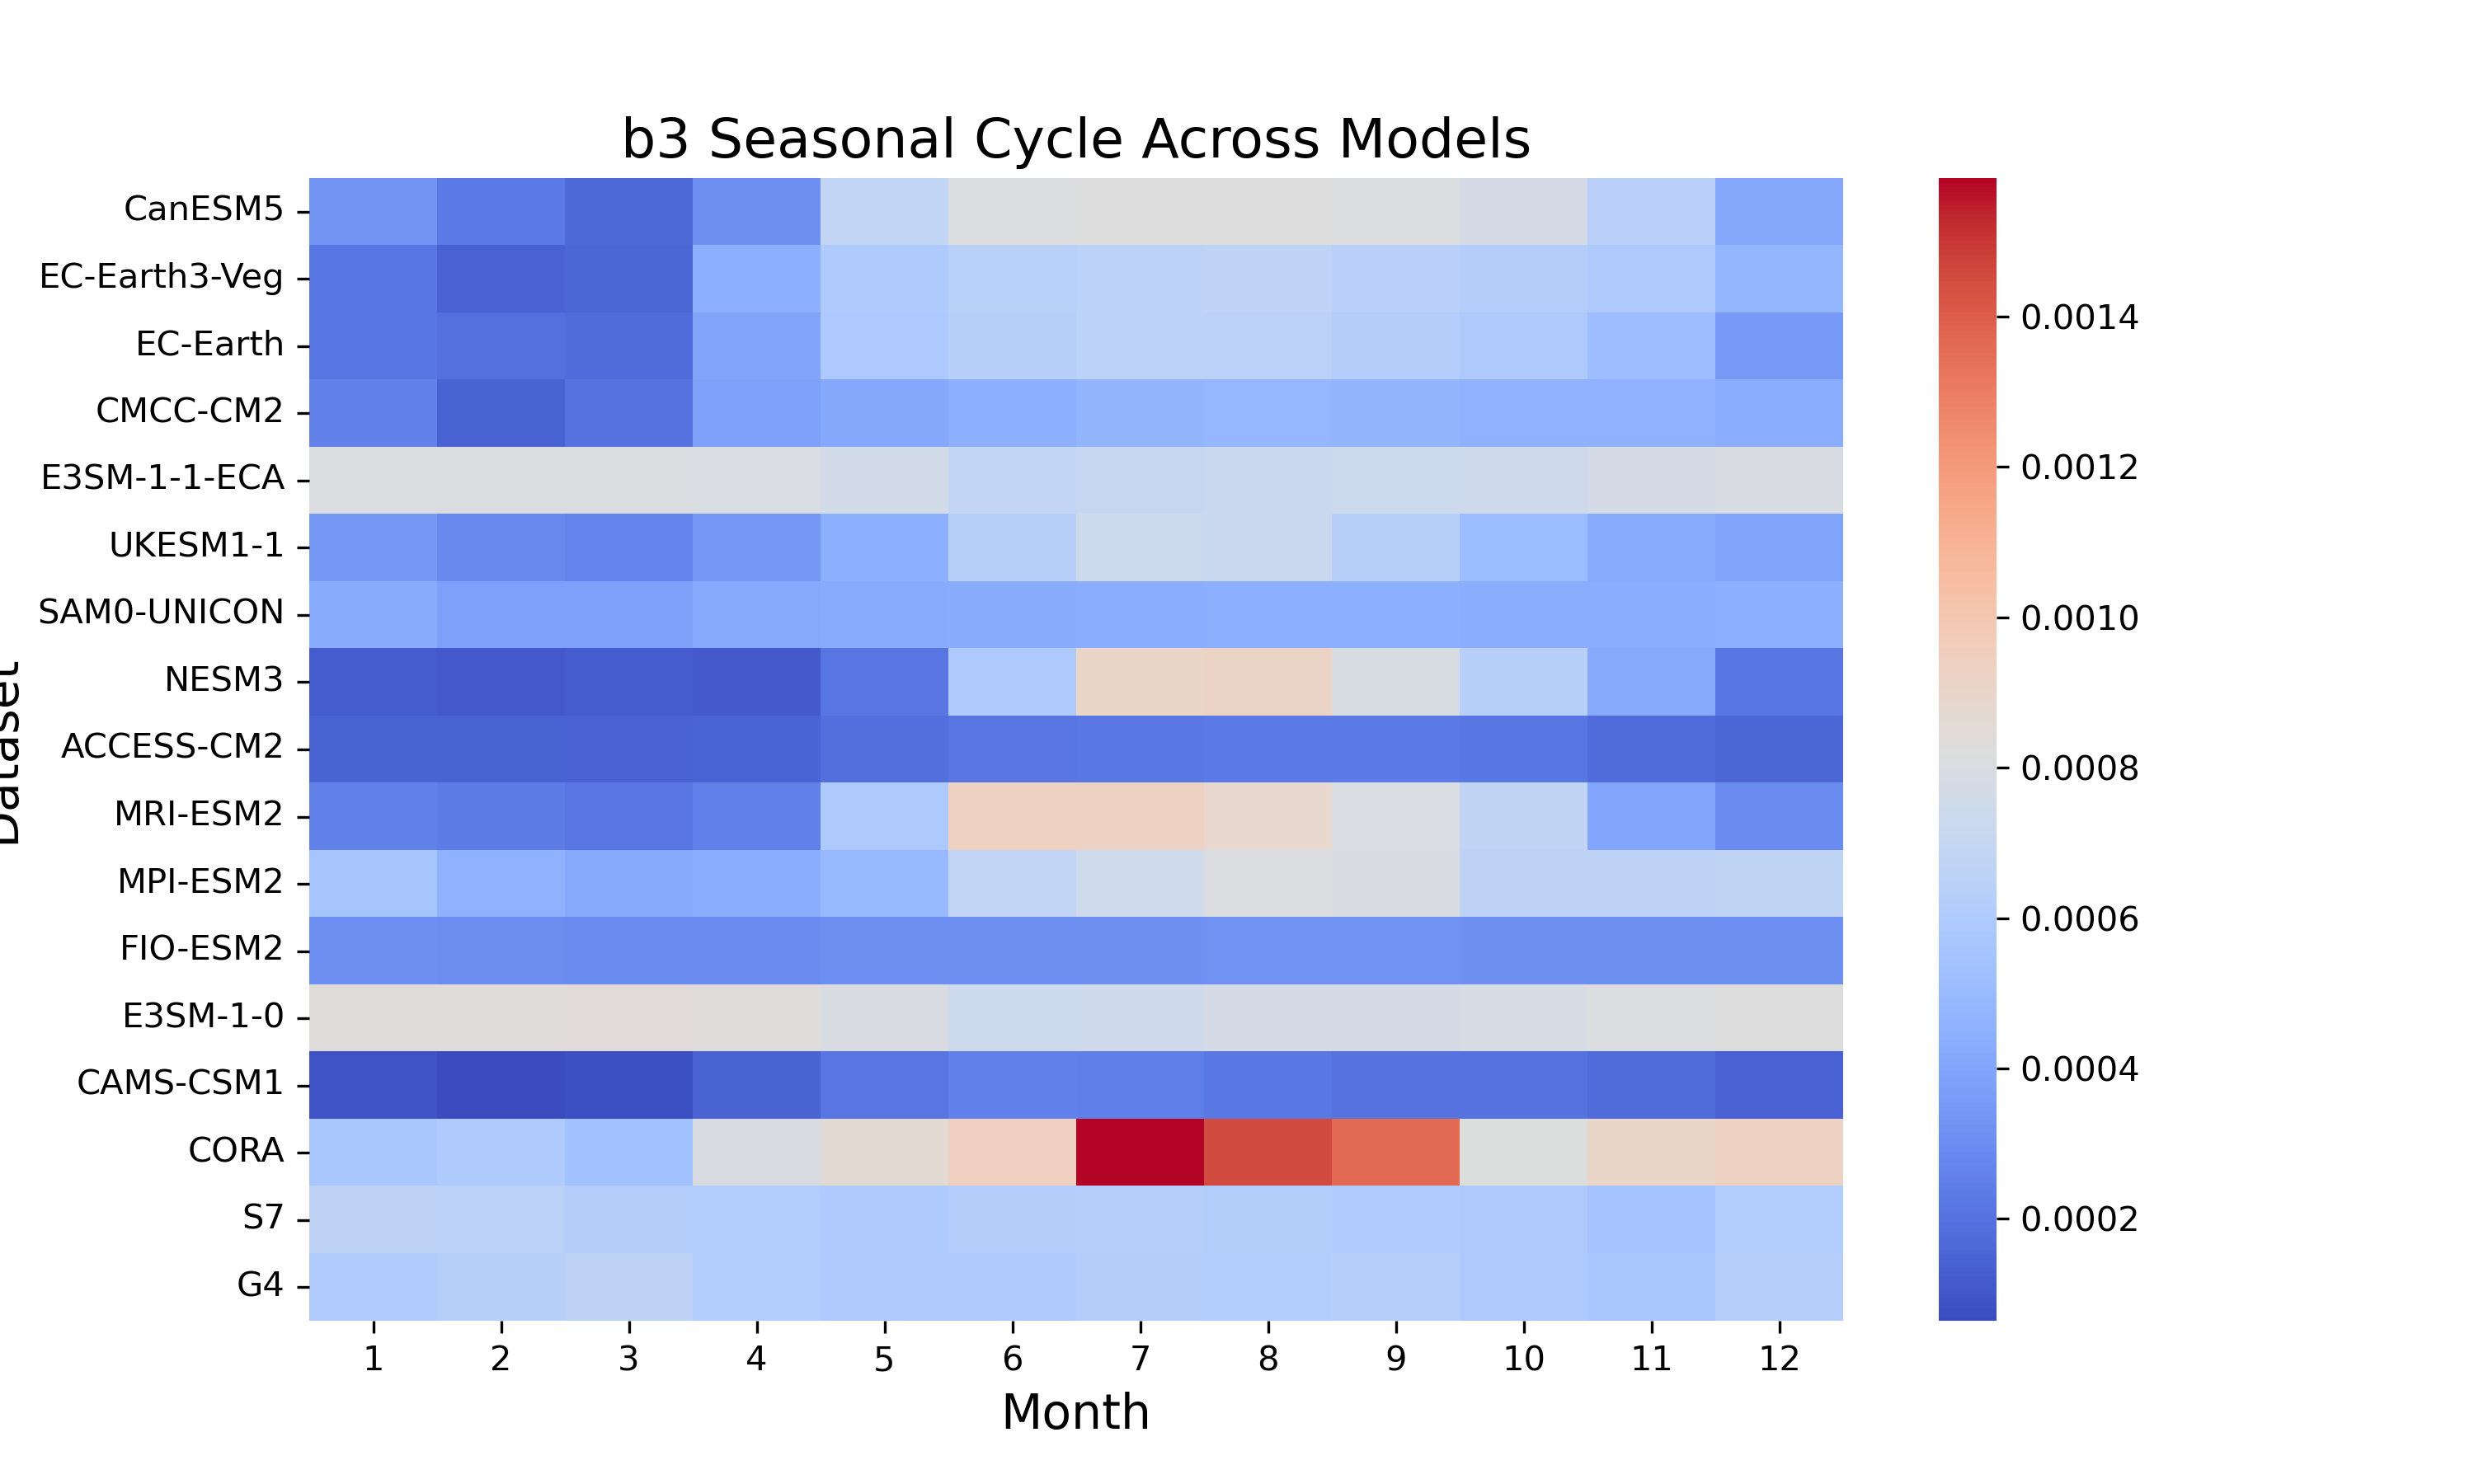 b3 Seasonal Cycle Across Models
CanESM5
EC-Earth3-Veg
EC-Earth
CMCC-CM2
E3SM-1-1-ECA
UKESM1-1
SAM0-UNICON
NESM3
ACCESS-CM2
MRI-ESM2
MPI-ESM2
FIO-ESM2
E3SM-1-0
CAMS-CSM1
CORA
S7
G4
Dataset
1 2 3 4 5 6 7 8 9 10 11 12
Month
0.0014
0.0012
0.0010
0.0008
0.0006
0.0004
0.0002